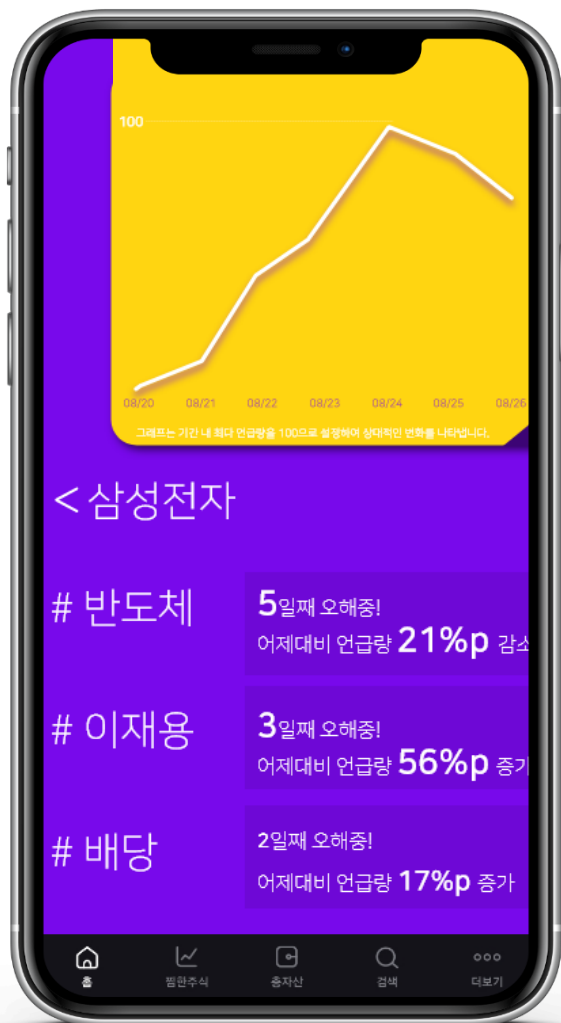 100
08/20 08/21 08/22 08/23 08/24 08/25 08/26
그래프는 기간 내 최다 언급량을 100으로 설정하여 상대적인 변화를 나타냅니다.
< 삼성전자
# 반도체
5일째 오해중!
어제대비 언급량 21%p 감소
# 이재용
3일째 오해중!
어제대비 언급량 56%p 증가
# 배당
2일째 오해중!
어제대비 언급량 17%p 증가
홈 찜한주식 총자산 검색 더보기